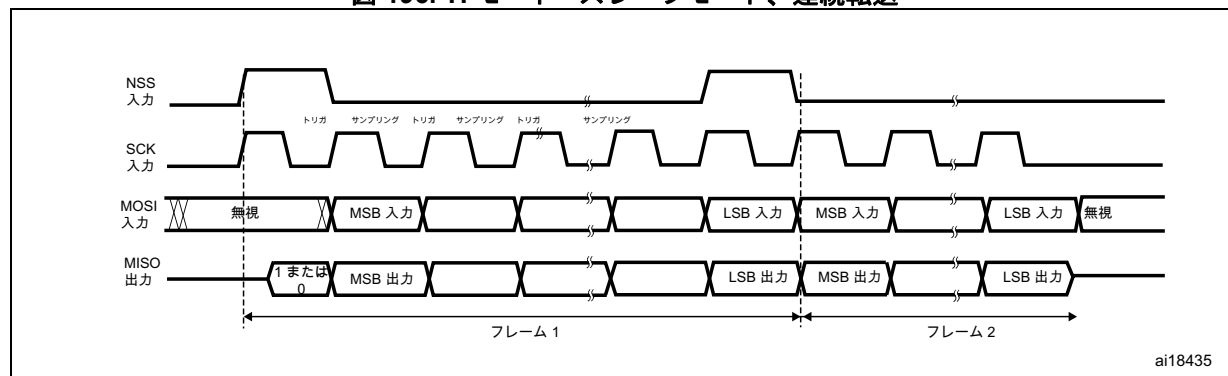 NSS
入力
トリガ サンプリング トリガ サンプリング トリガ サンプリング
SCK
入力
MOSI
入力
無視 MSB 入力 LSB 入力 MSB 入力 LSB 入力 無視
MISO
出力
1 または
0
MSB 出力 LSB 出力 MSB 出力 LSB 出力
フレーム 1 フレーム 2
ai18435